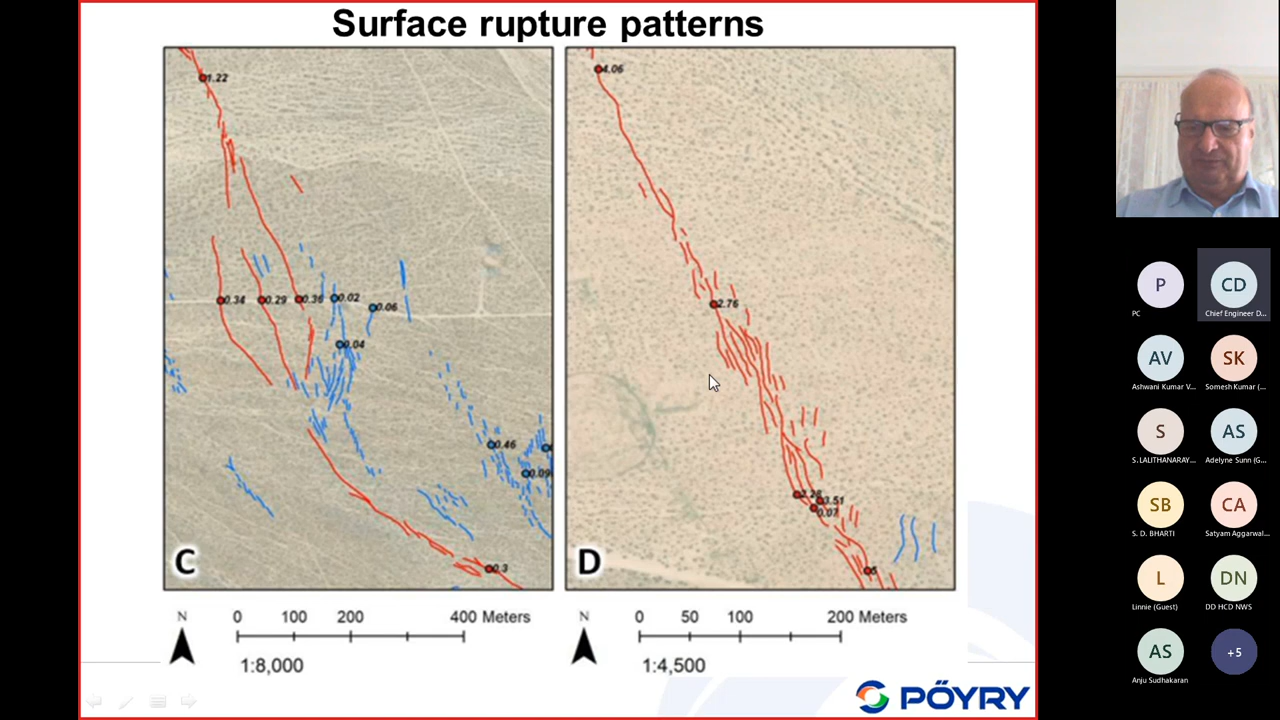 Surface rupture patterns
1.22
0.34
0.29
0.36
0.02
0.06
0.04
0.46
0.09
0.3
C
4.06
2.76
3.51
0.07
5
D
N
0 100 200 400 Meters
1:8,000
N
0 50 100 200 Meters
1:4,500
PÖYRY
P
PC
CD
Chief Engineer D...
AV
Ashwani Kumar V...
SK
Somesh Kumar (...
S
S. LALITHANARAY...
AS
Adelyne Sunn (G...
SB
S. D. BHARTI
CA
Satyam Aggarwal...
L
Linnie (Guest)
DN
DD HCD NWS
AS
Anju Sudhakaran
+5